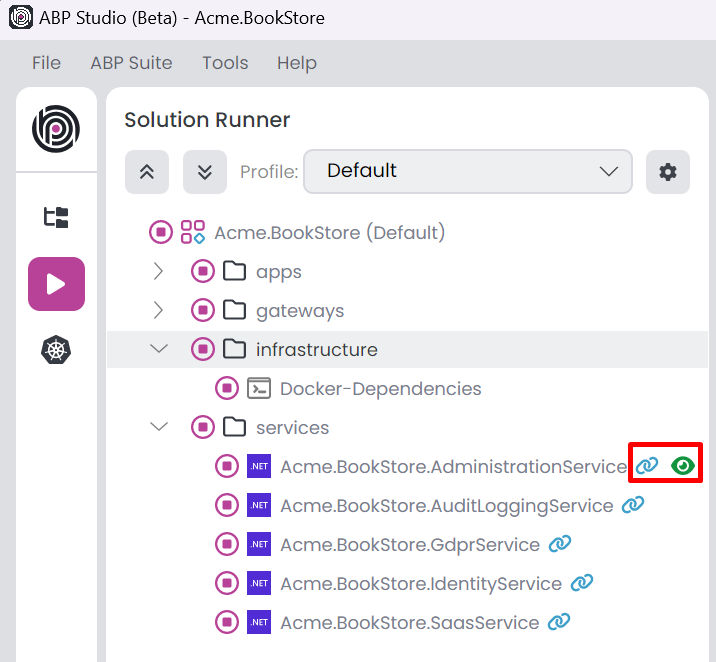 ABP Studio (Beta) - Acme.BookStore
File ABP Suite Tools Help
Solution Runner
Profile: Default
Acme.BookStore (Default)
apps
gateways
infrastructure
Docker-Dependencies
services
.NET Acme.BookStore.AdministrationService
.NET Acme.BookStore.AuditLoggingService
.NET Acme.BookStore.GdprService
.NET Acme.BookStore.IdentityService
.NET Acme.BookStore.SaasService